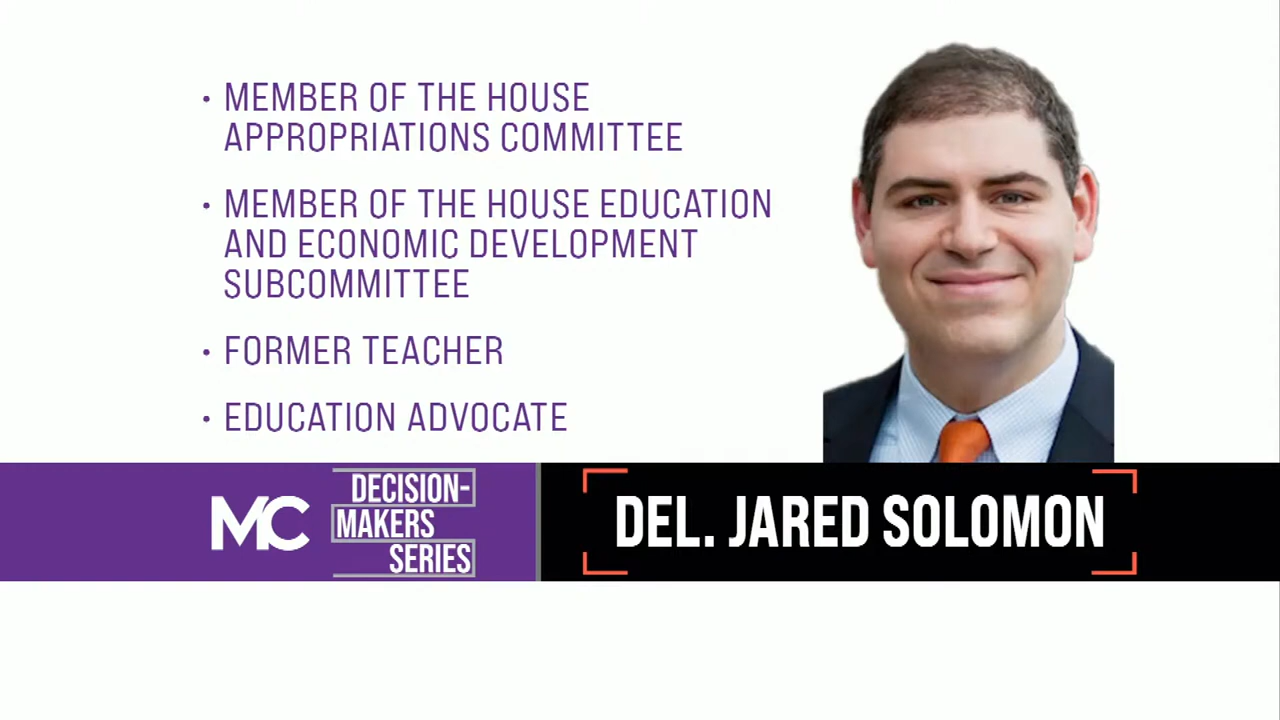 • MEMBER OF THE HOUSE
APPROPRIATIONS COMMITTEE
• MEMBER OF THE HOUSE EDUCATION
AND ECONOMIC DEVELOPMENT
SUBCOMMITTEE
• FORMER TEACHER
• EDUCATION ADVOCATE
MC
DECISION-
MAKERS
SERIES
DEL. JARED SOLOMON